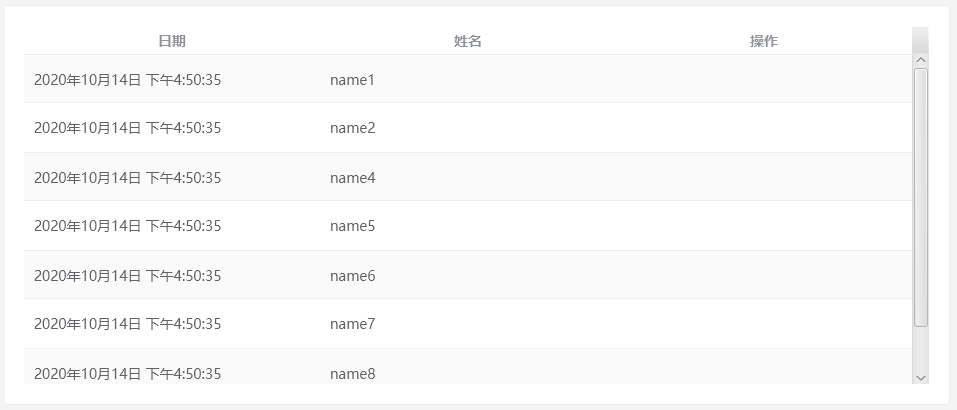 日期 姓名 操作
2020年10月14日 下午4:50:35 name1
2020年10月14日 下午4:50:35 name2
2020年10月14日 下午4:50:35 name4
2020年10月14日 下午4:50:35 name5
2020年10月14日 下午4:50:35 name6
2020年10月14日 下午4:50:35 name7
2020年10月14日 下午4:50:35 name8